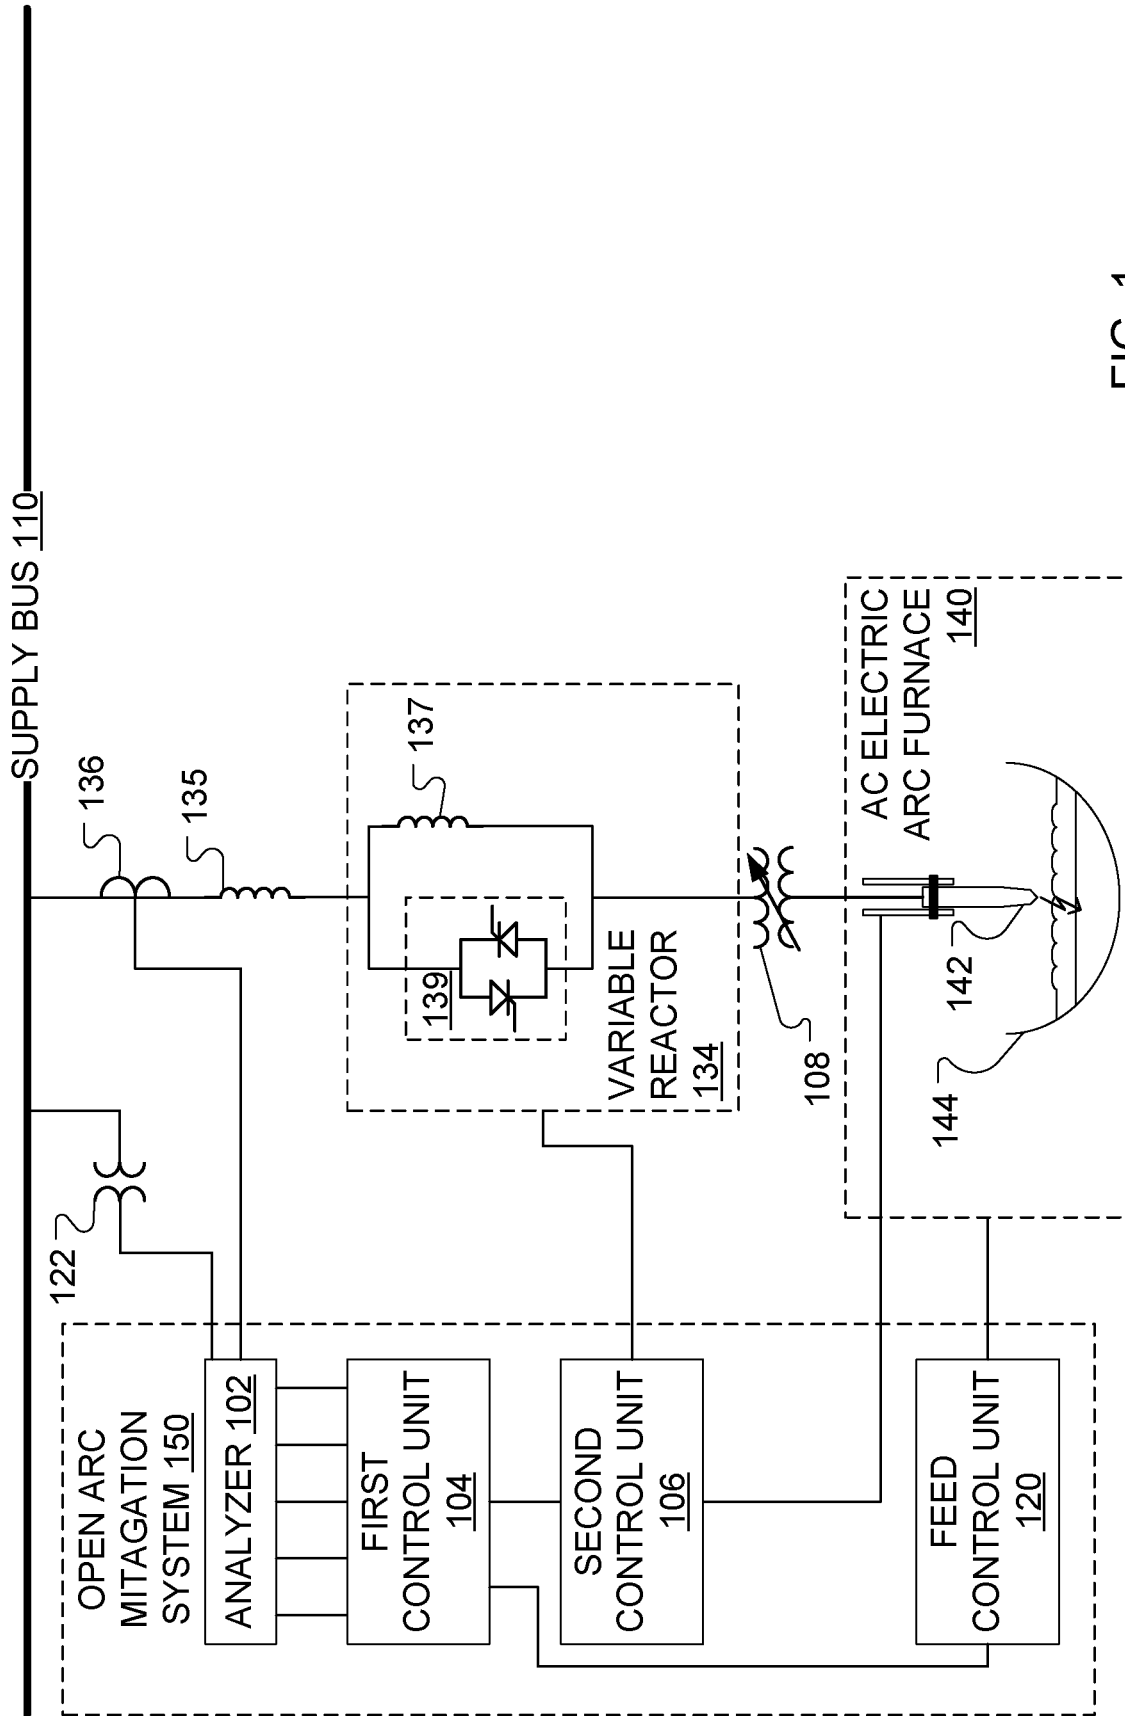 SUPPLY BUS 110
136
135
122
137
139
VARIABLE
REACTOR
134
108
AC ELECTRIC
ARC FURNACE
140
142
144
OPEN ARC
MITAGATION
SYSTEM 150
ANALYZER 102
FIRST
CONTROL UNIT
104
SECOND
CONTROL UNIT
106
FEED
CONTROL UNIT
120
FIG. 1